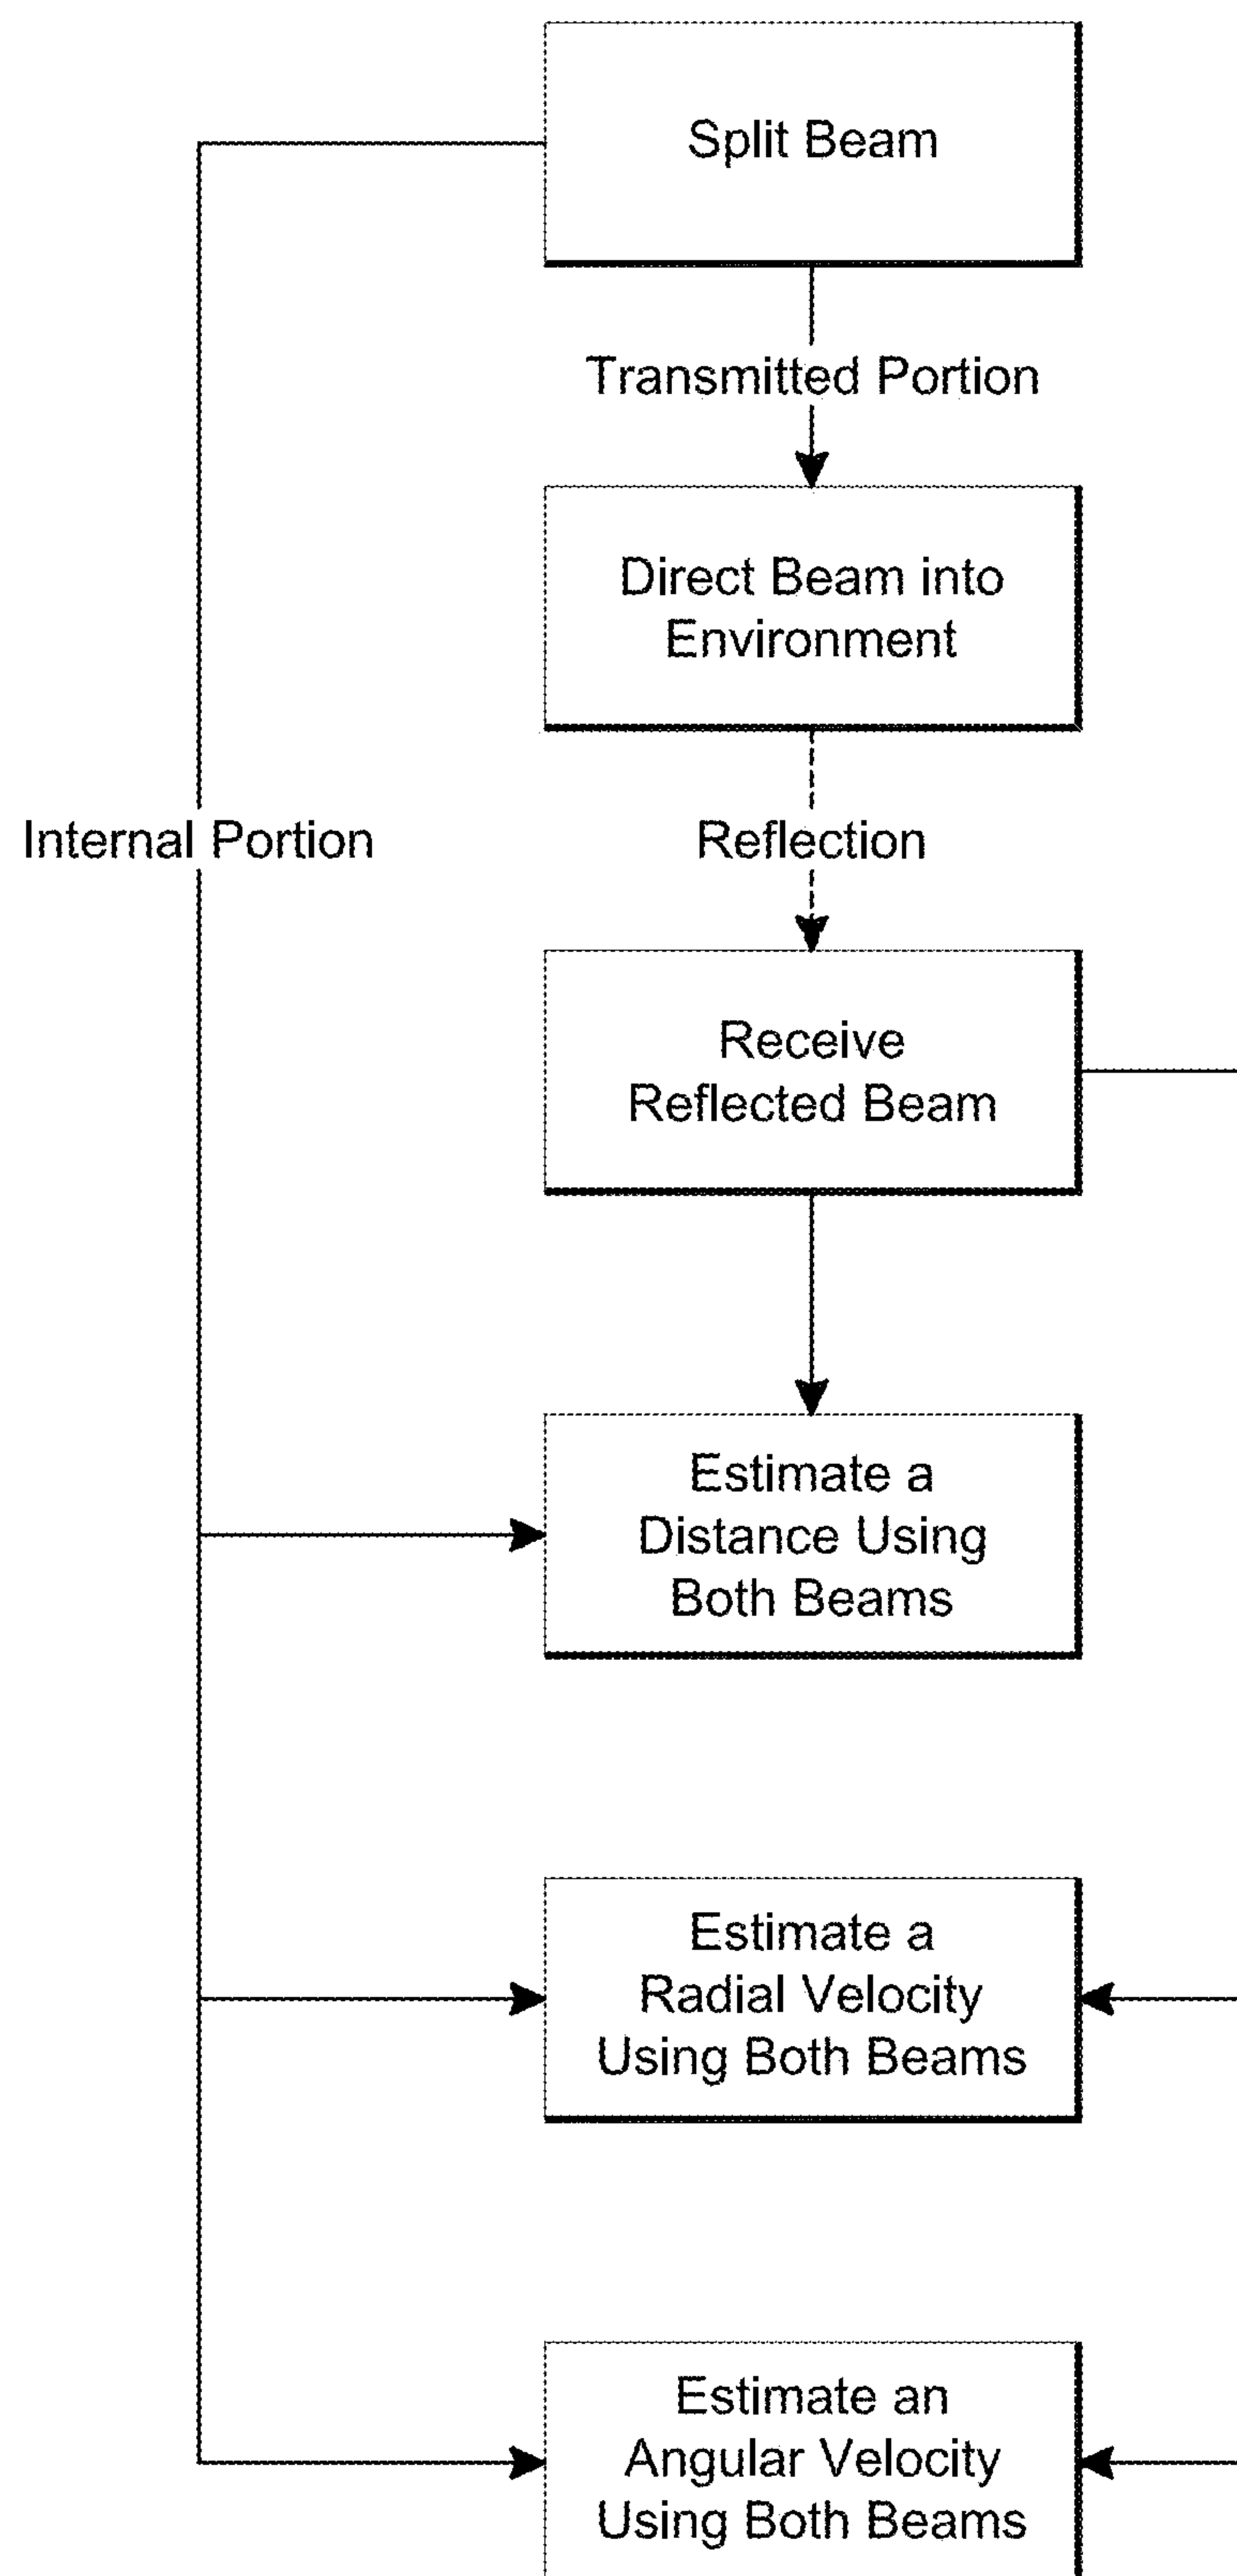 Split Beam
Transmitted Portion
Direct Beam into
Environment
Internal Portion
Reflection
Receive
Reflected Beam
Estimate a
Distance Using
Both Beams
Estimate a
Radial Velocity
Using Both Beams
Estimate an
Angular Velocity
Using Both Beams